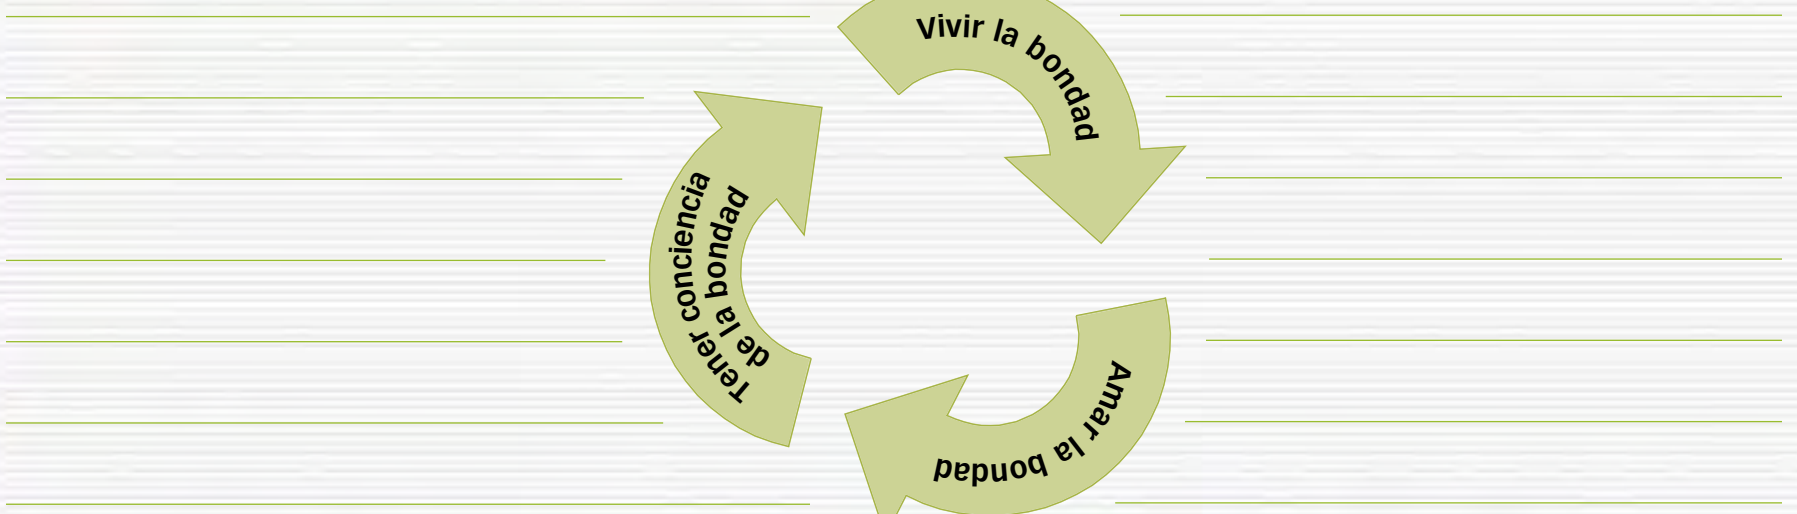 Vivir la bondad
Tener conciencia
de la bondad
Amar la bondad